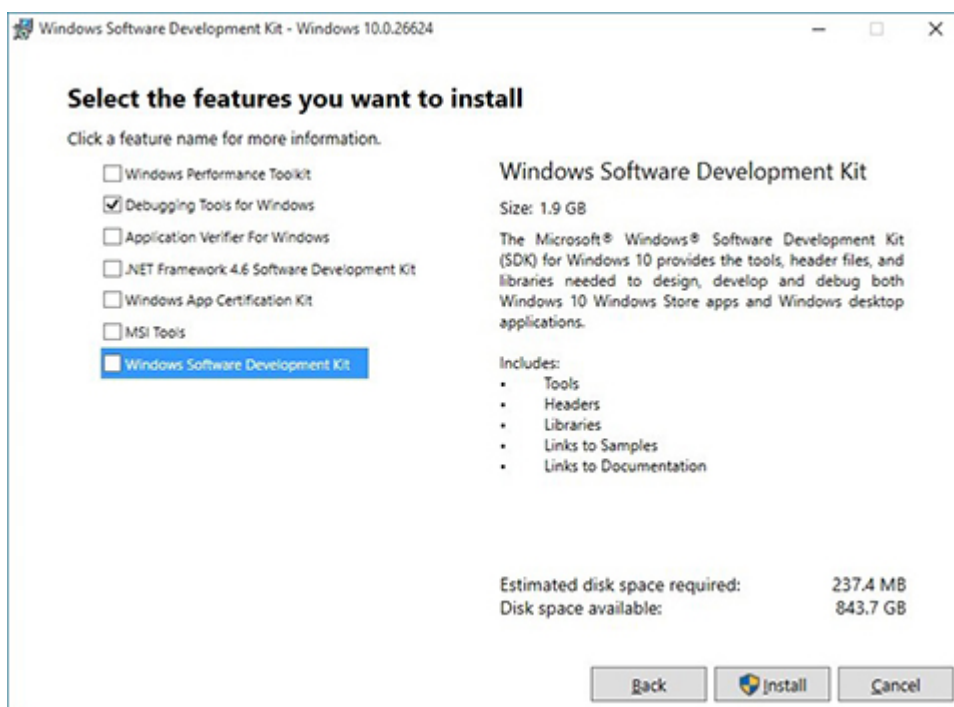 Windows Software Development Kit - Windows 10.0.26624
Select the features you want to install
Click a feature name for more information.
Windows Performance Toolkit
Debugging Tools for Windows
Application Verifier For Windows
.NET Framework 4.6 Software Development Kit
Windows App Certification Kit
MSI Tools
Windows Software Development Kit
Windows Software Development Kit
Size: 1.9 GB
The Microsoft® Windows® Software Development Kit
(SDK) for Windows 10 provides the tools, header files, and
libraries needed to design, develop and debug both
Windows 10 Windows Store apps and Windows desktop
applications.
Includes:
• Tools
• Headers
• Libraries
• Links to Samples
• Links to Documentation
Estimated disk space required: 237.4 MB
Disk space available: 843.7 GB
Back Install Cancel